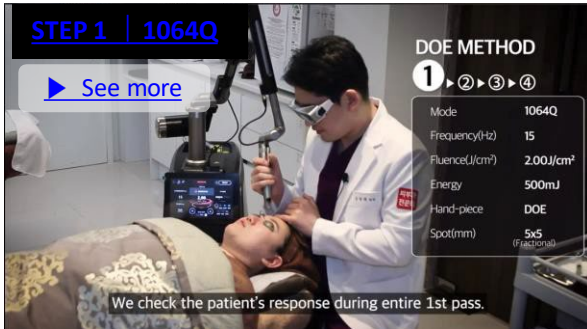 STEP 1 | 1064Q
▶ See more
DOE METHOD
1 ▶ ② ▶ ③ ▶ ④
Mode 1064Q
Frequency(Hz) 15
Fluence(J/cm²) 2.00J/cm²
Energy 500mJ
Hand-piece DOE
Spot(mm) 5x5
(Fractional)
We check the patient's response during entire 1st pass.